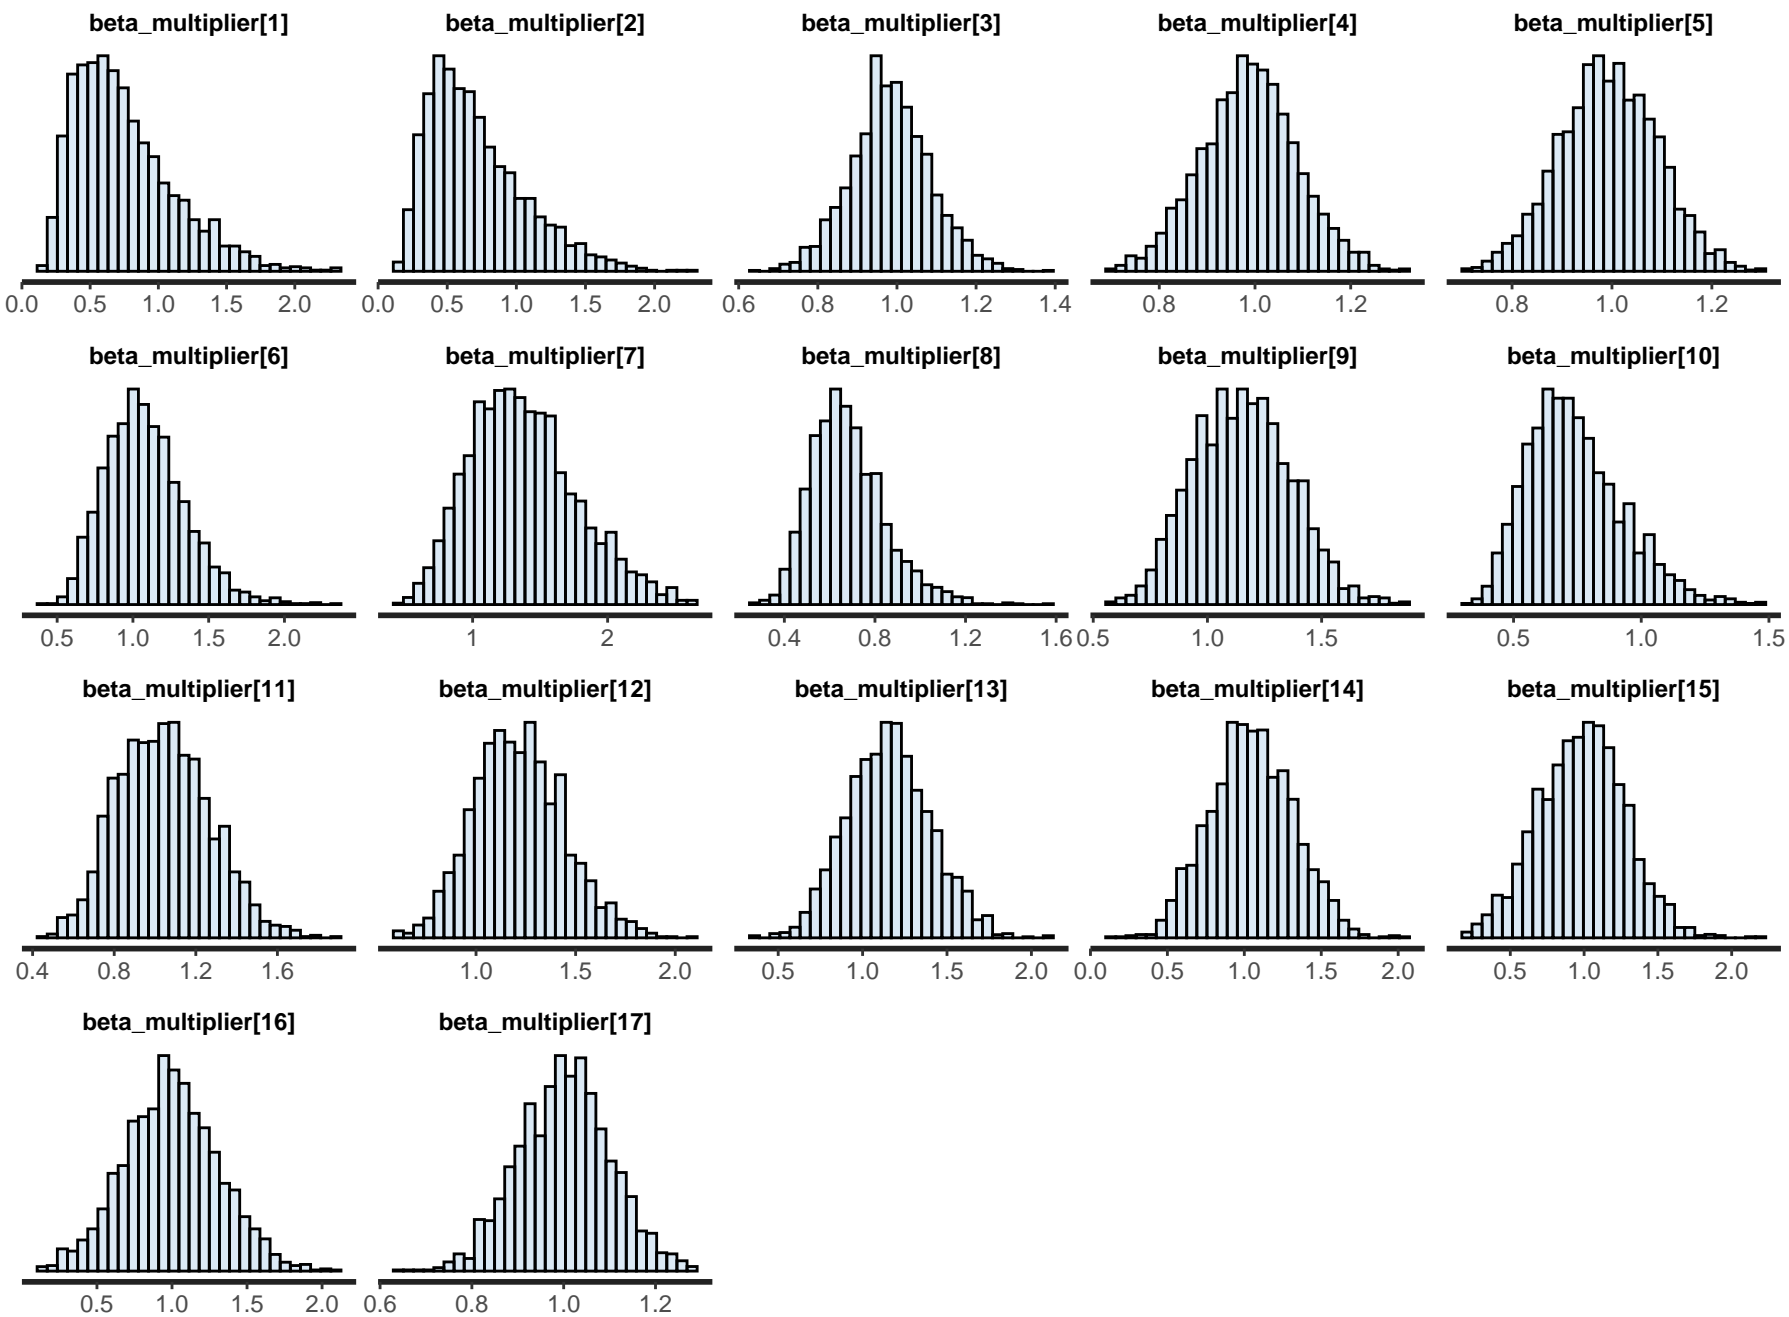 beta_multiplier[1] beta_multiplier[2] beta_multiplier[3] beta_multiplier[4] beta_multiplier[5]
0.0 0.5 1.0 1.5 2.0 0.0 0.5 1.0 1.5 2.0 0.6 0.8 1.0 1.2 1.4 0.8 1.0 1.2 0.8 1.0 1.2
beta_multiplier[6] beta_multiplier[7] beta_multiplier[8] beta_multiplier[9] beta_multiplier[10]
0.5 1.0 1.5 2.0 1 2 0.4 0.8 1.2 1.6 0.5 1.0 1.5 0.5 1.0 1.5
beta_multiplier[11] beta_multiplier[12] beta_multiplier[13] beta_multiplier[14] beta_multiplier[15]
0.4 0.8 1.2 1.6 1.0 1.5 2.0 0.5 1.0 1.5 2.0 0.0 0.5 1.0 1.5 2.0 0.5 1.0 1.5 2.0
beta_multiplier[16] beta_multiplier[17]
0.5 1.0 1.5 2.0 0.6 0.8 1.0 1.2